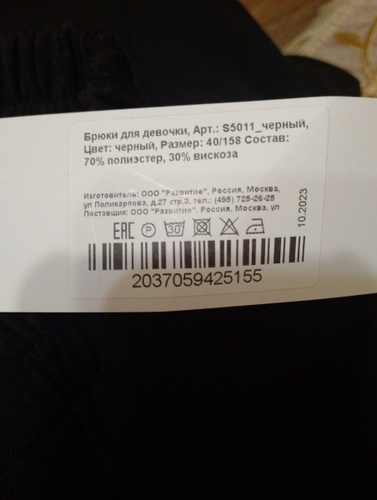 Брюки для девочки, Арт.: S5011_черный,
Цвет: черный, Размер: 40/158 Состав:
70% полиэстер, 30% вискоза
Изготовитель: ООО "Развитие", Россия, Москва,
ул Поликарпова, д.27 стр.3, тел.: (495) 725-26-25
Поставщик: ООО "Развитие", Россия, Москва, ул
10.2023
EAC P 30
2037059425155